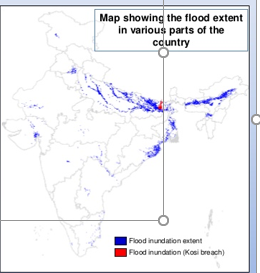 Map showing the flood extent
in various parts of the
country
Flood inundation extent
Flood inundation (Kosi breach)